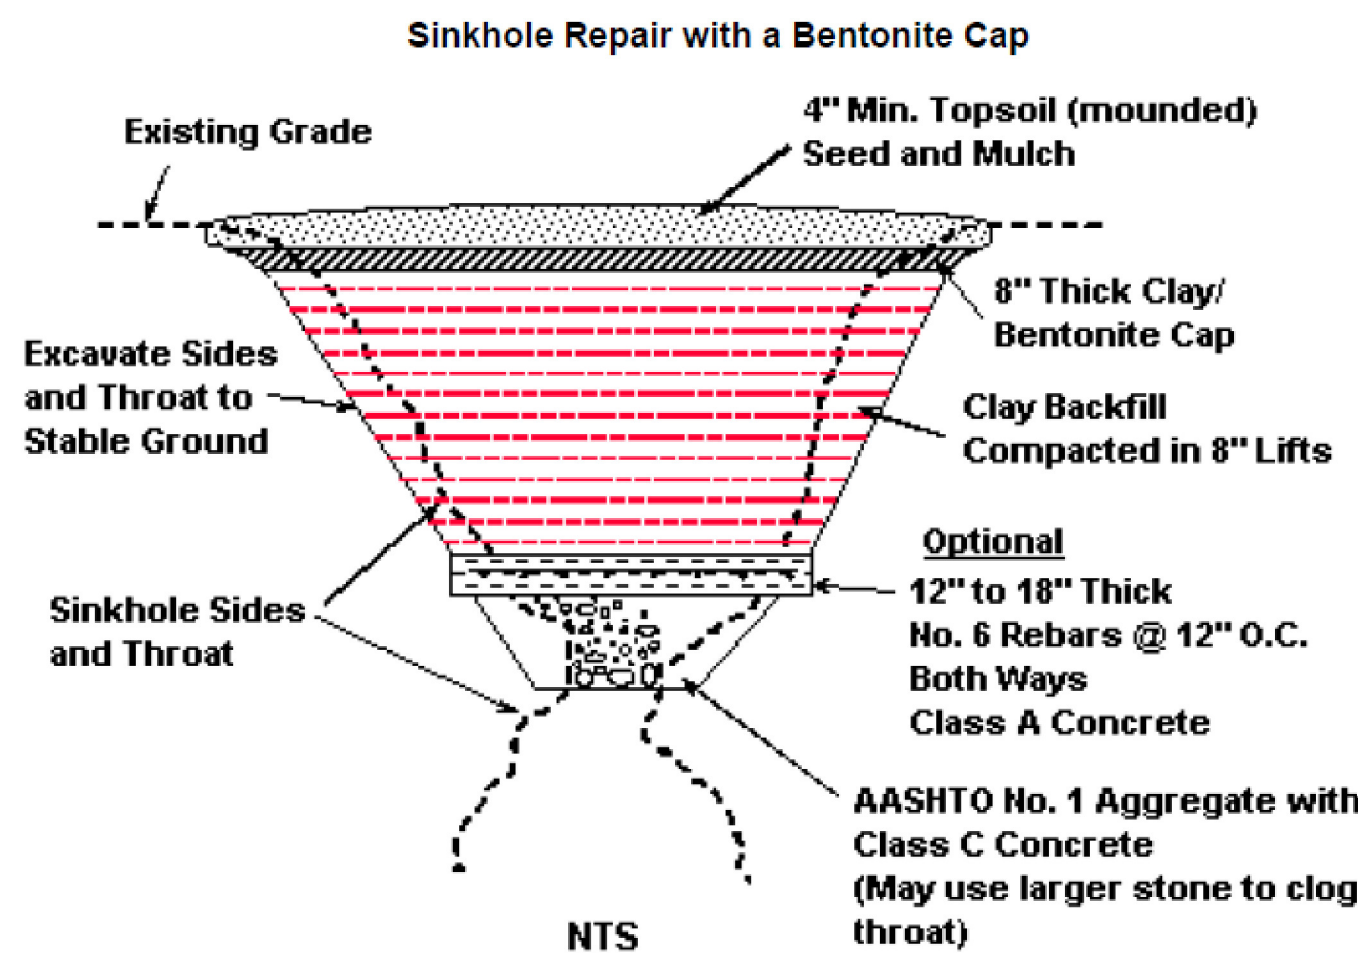 Sinkhole Repair with a Bentonite Cap
Existing Grade
4" Min. Topsoil (mounded)
Seed and Mulch
8" Thick Clay/
Bentonite Cap
Excavate Sides
and Throat to
Stable Ground
Clay Backfill
Compacted in 8" Lifts
Optional
12" to 18" Thick
No. 6 Rebars @ 12" O.C.
Both Ways
Class A Concrete
Sinkhole Sides
and Throat
AASHTO No. 1 Aggregate with
Class C Concrete
(May use larger stone to clog
throat)
NTS